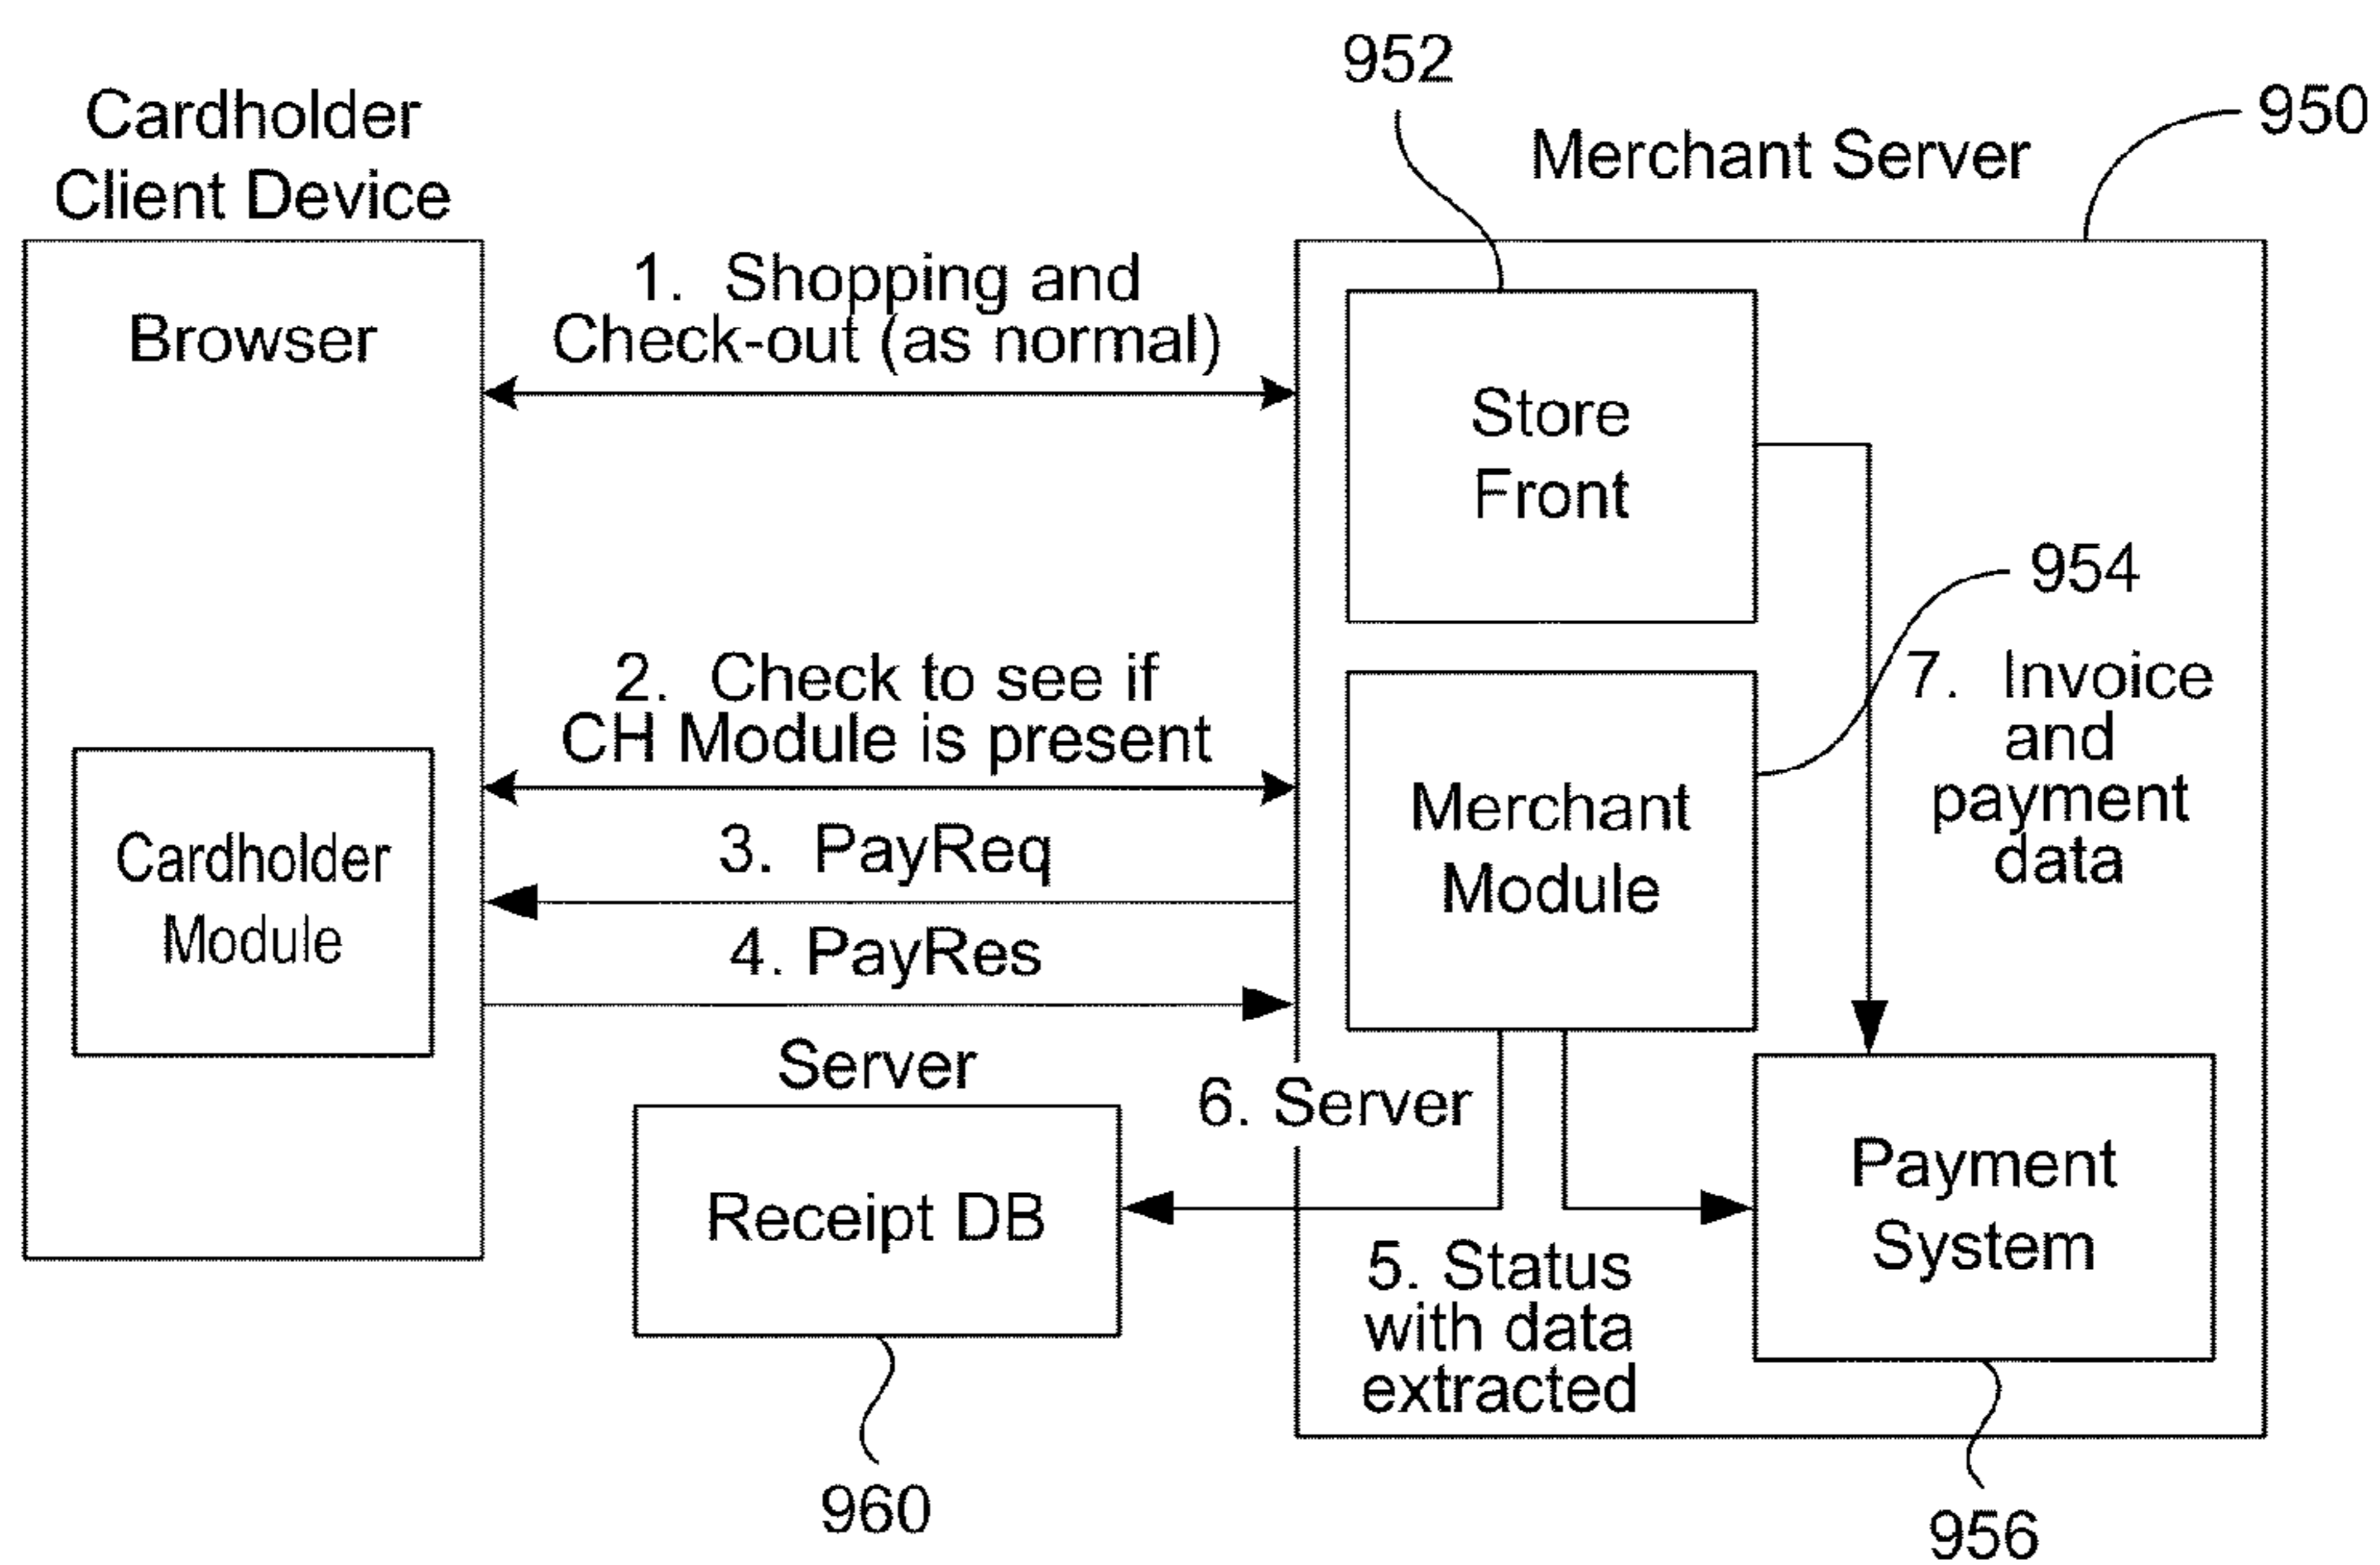 952
950
Cardholder
Client Device
Merchant Server
Browser
1. Shopping and
Check-out (as normal)
Store
Front
954
2. Check to see if
CH Module is present
7. Invoice
and
payment
data
Merchant
Module
Cardholder
Module
3. PayReq
4. PayRes
Server
6. Server
Receipt DB
Payment
System
5. Status
with data
extracted
960
956